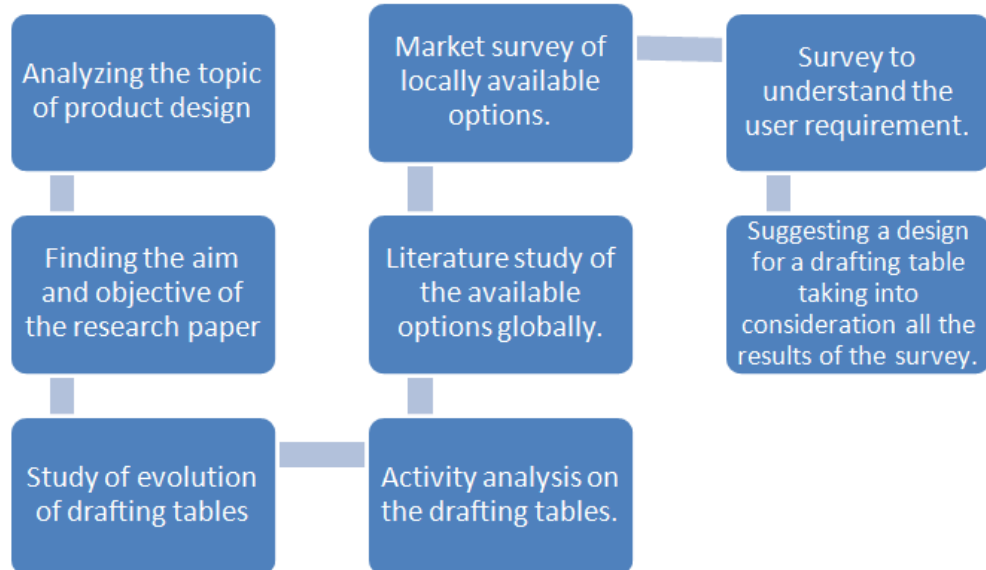 Analyzing the topic
of product design
Finding the aim
and objective of
the research paper
Study of evolution
of drafting tables
Activity analysis on
the drafting tables.
Literature study of
the available
options globally.
Market survey of
locally available
options.
Survey to
understand the
user requirement.
Suggesting a design
for a drafting table
taking into
consideration all the
results of the survey.